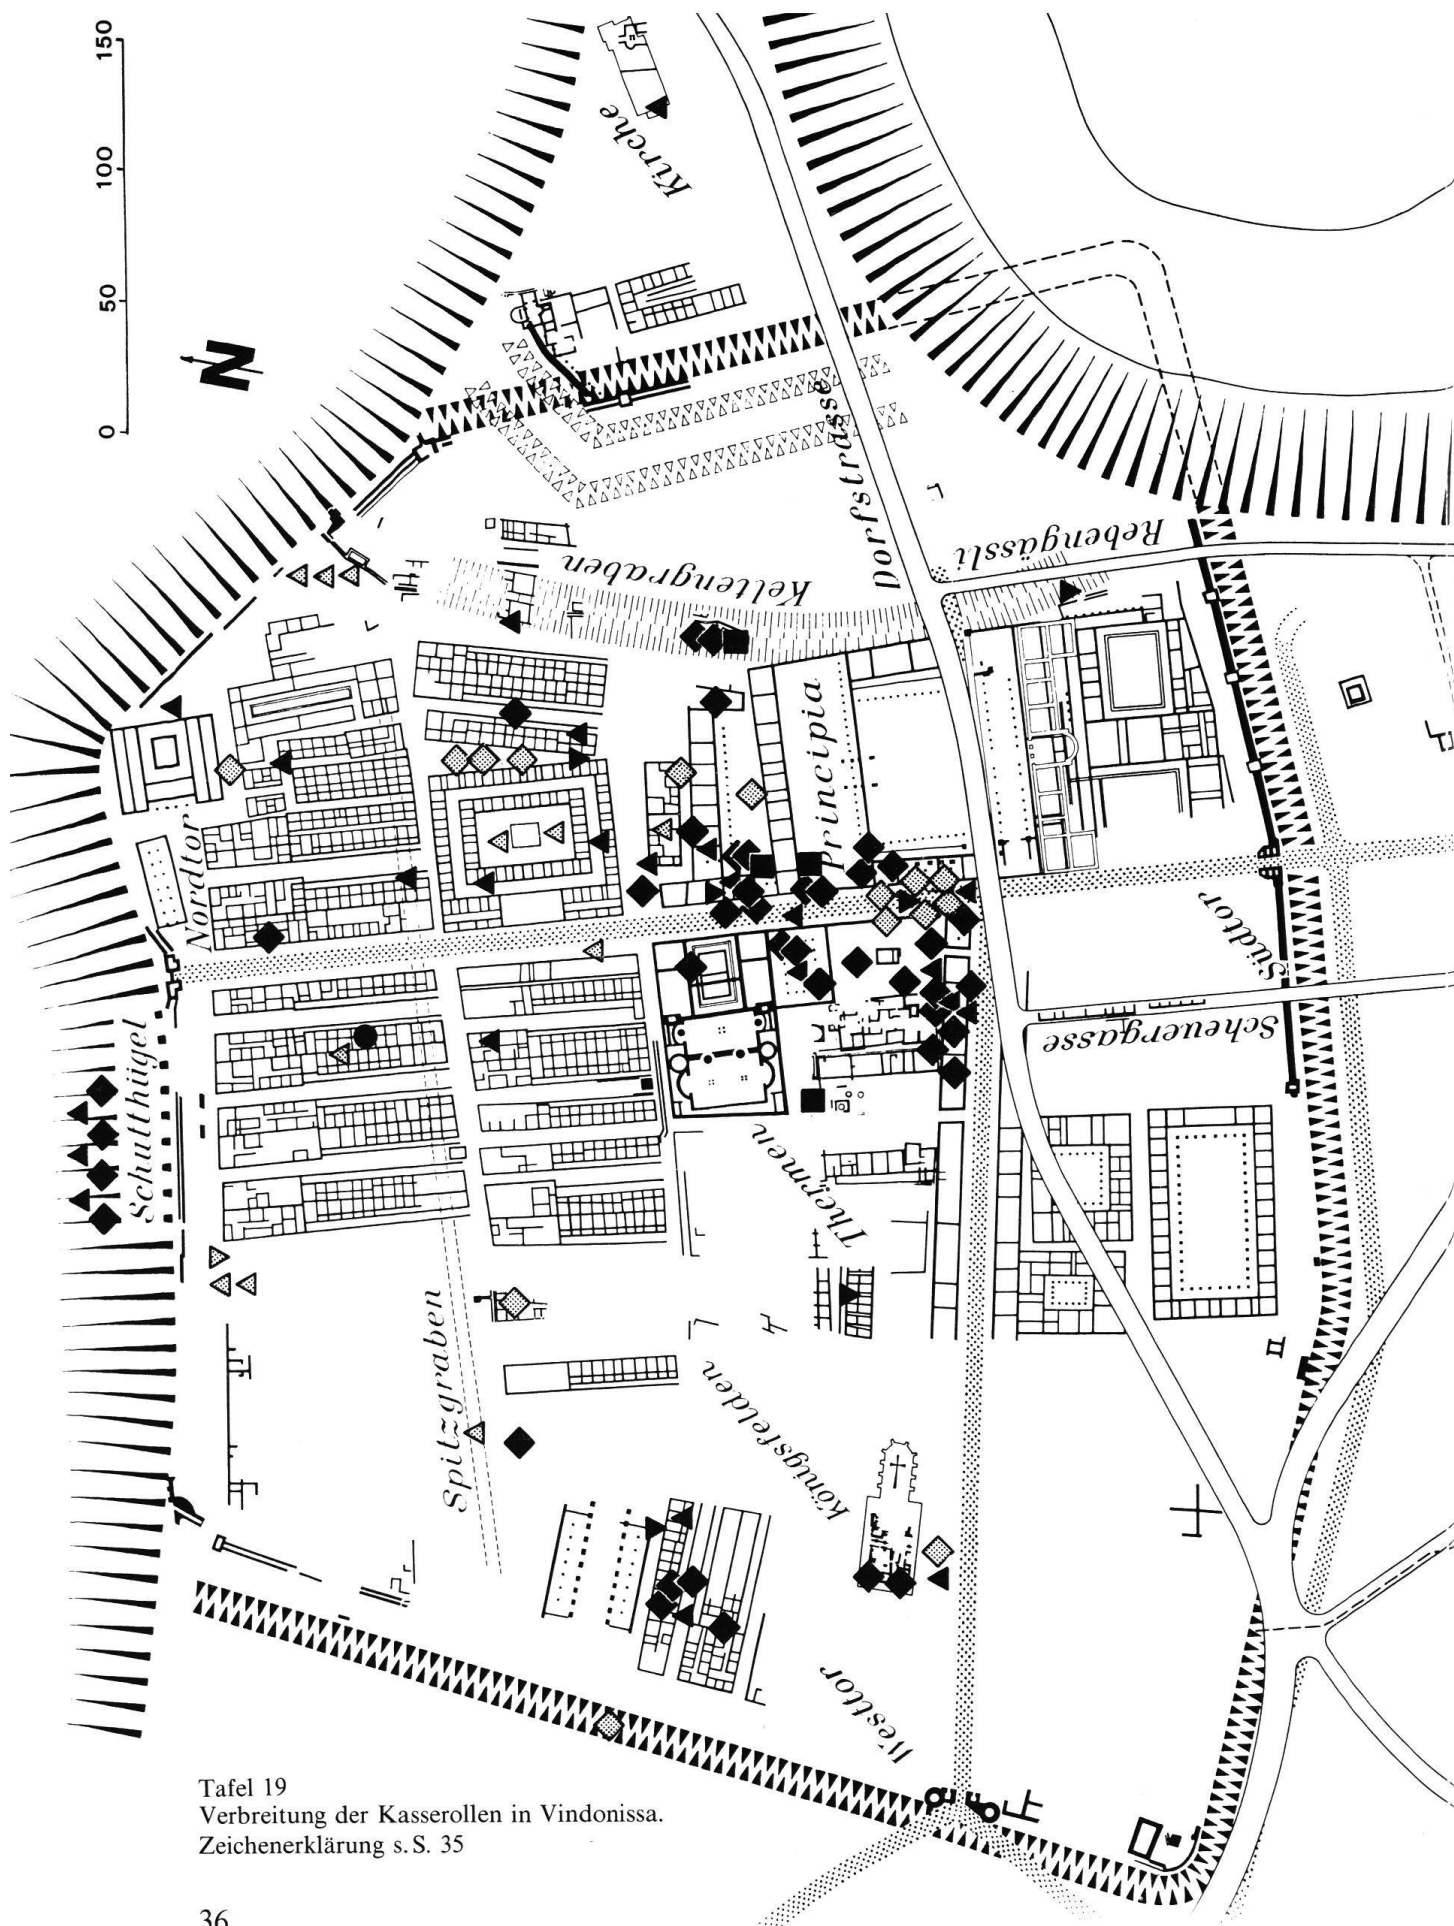 150
100
50
0
N
Kirche
Dorfstrasse
Keltengraben
Rebengässli
Principia
Nordtor
Südtor
Scheuergasse
Schutthügel
Thermen
Spitzgraben
Königsfelden
Westtor
Tafel 19
Verbreitung der Kasserollen in Vindonissa.
Zeichenerklärung s. S. 35
36